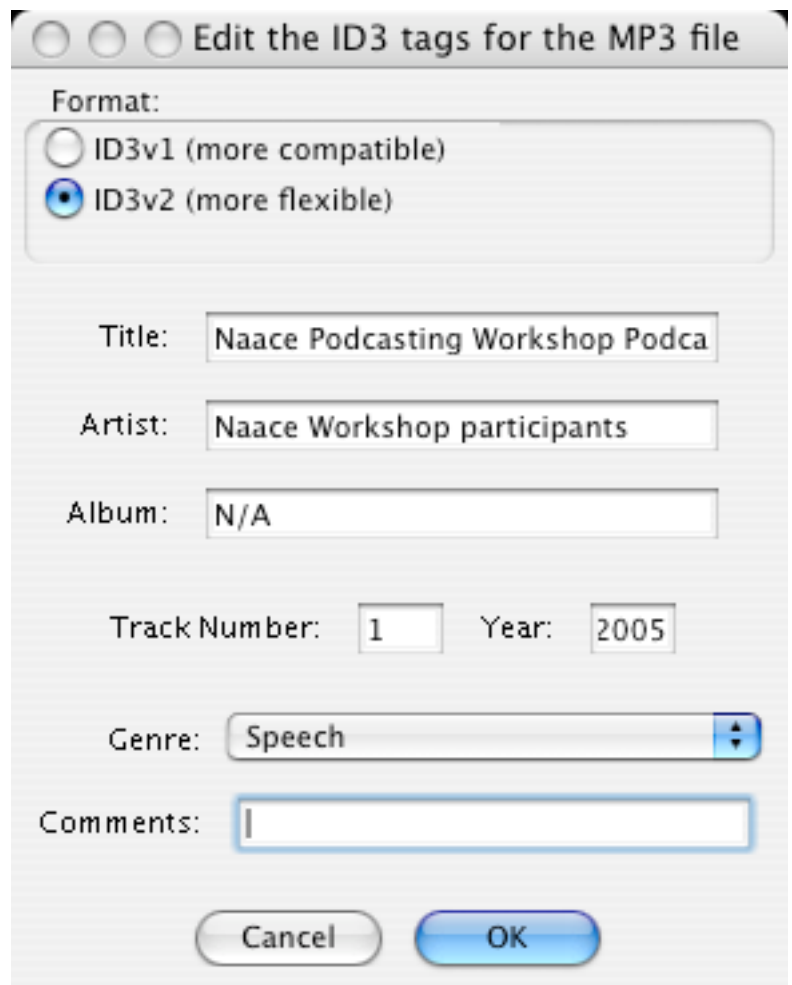 Edit the ID3 tags for the MP3 file
Format:
ID3v1 (more compatible)
ID3v2 (more flexible)
Title: Naace Podcasting Workshop Podca
Artist: Naace Workshop participants
Album: N/A
Track Number: 1 Year: 2005
Genre: Speech
Comments:
Cancel OK